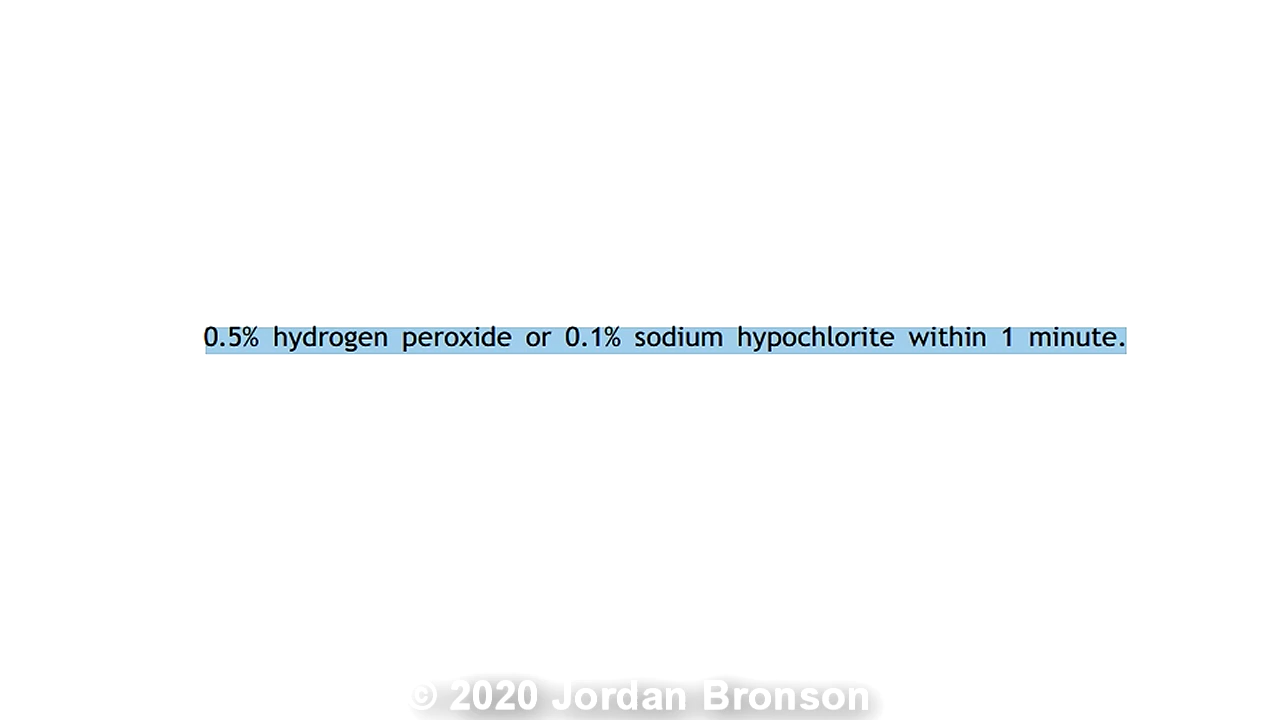 0.5% hydrogen peroxide or 0.1% sodium hypochlorite within 1 minute.
© 2020 Jordan Bronson